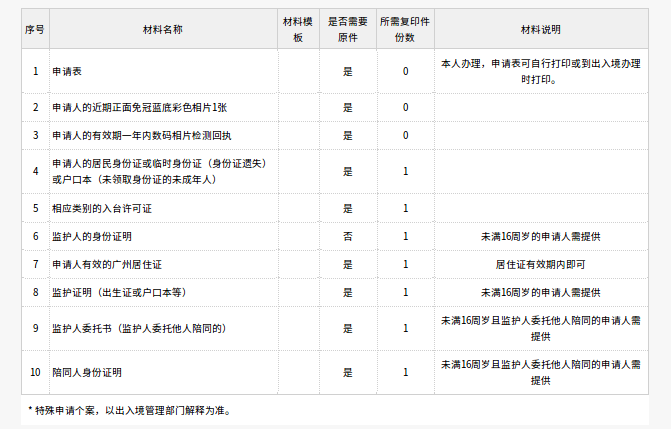 序号 材料名称 材料模板 是否需要原件 所需复印件份数 材料说明
1 申请表 是 0 本人办理，申请表可自行打印或到出入境办理时打印。
2 申请人的近期正面免冠蓝底彩色相片1张 是 0
3 申请人的有效期一年内数码相片检测回执 是 0
4 申请人的居民身份证或临时身份证（身份证遗失）或户口本（未领取身份证的未成年人） 是 1
5 相应类别的入台许可证 是 1
6 监护人的身份证明 否 1 未满16周岁的申请人需提供
7 申请人有效的广州居住证 是 1 居住证有效期内即可
8 监护证明（出生证或户口本等） 是 1 未满16周岁的申请人需提供
9 监护人委托书（监护人委托他人陪同的） 是 1 未满16周岁且监护人委托他人陪同的申请人需提供
10 陪同人身份证明 是 1 未满16周岁且监护人委托他人陪同的申请人需提供
* 特殊申请个案，以出入境管理部门解释为准。